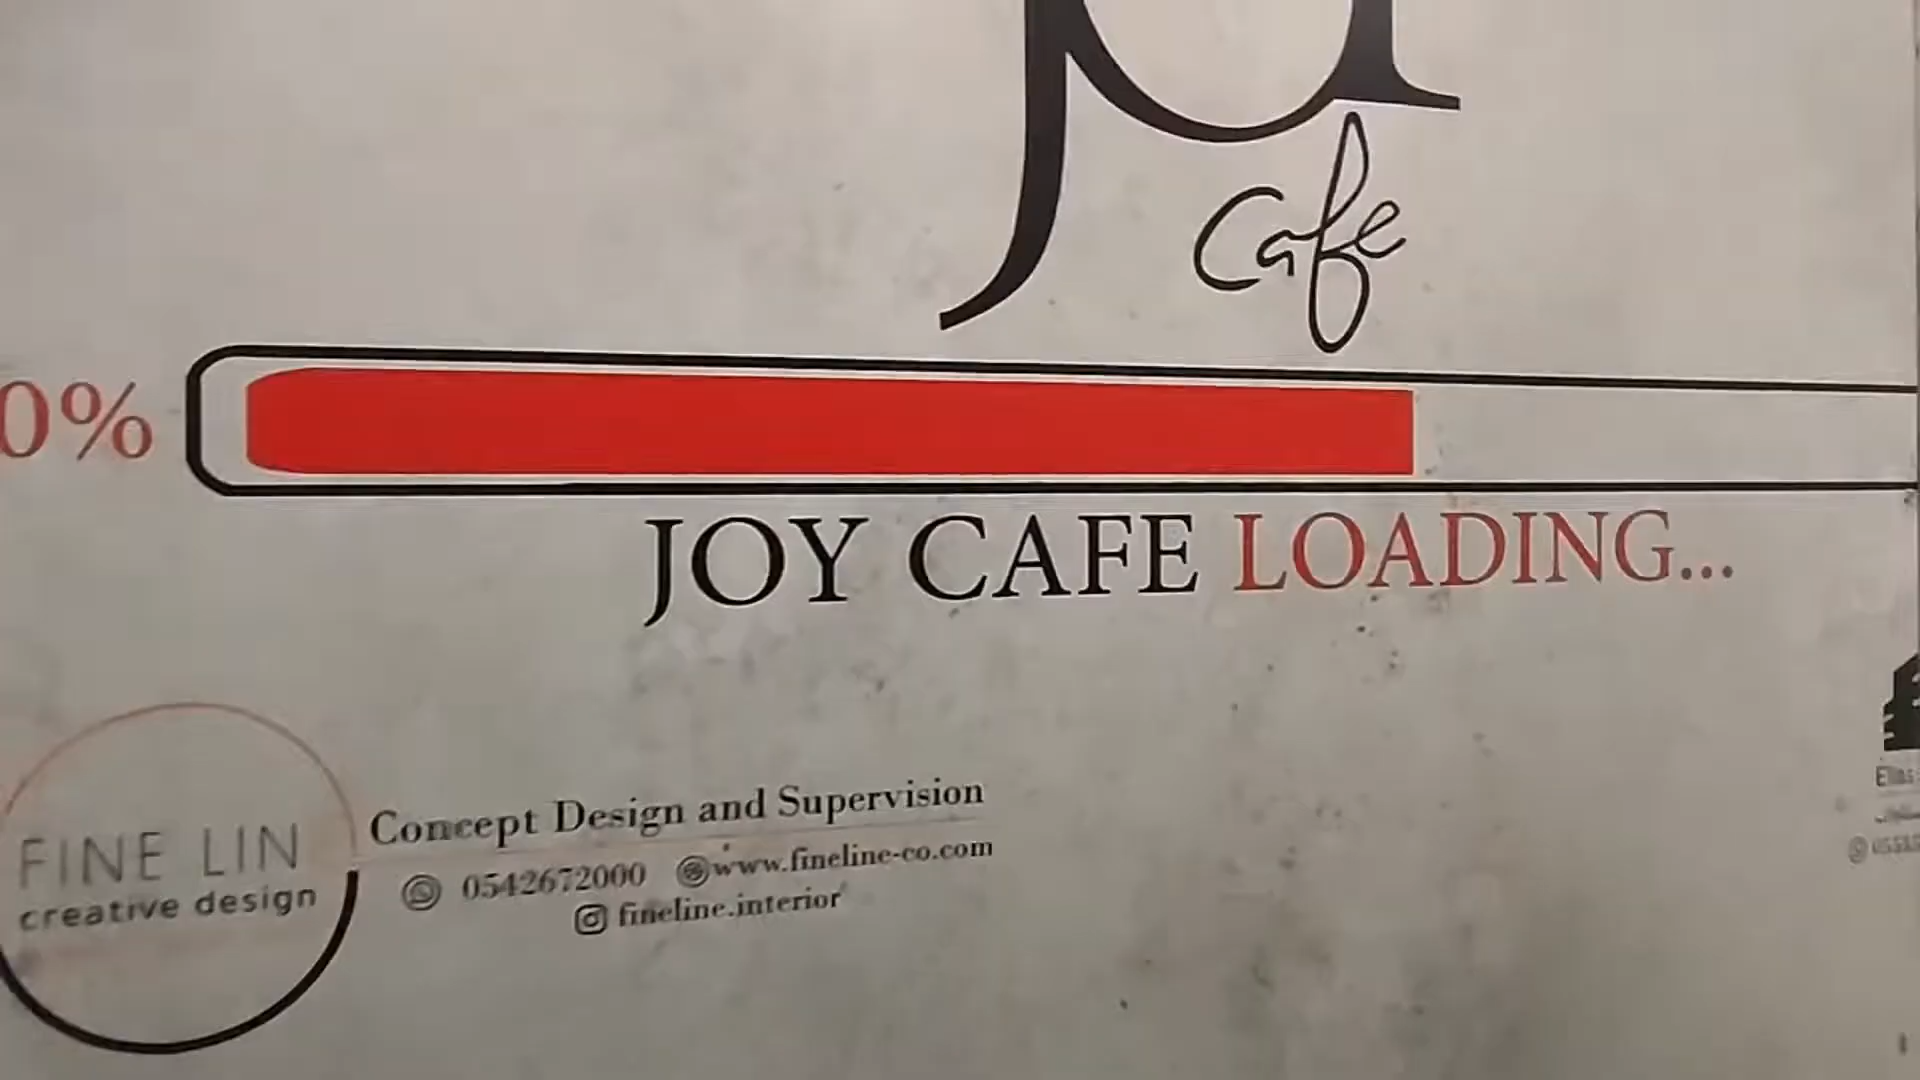 Cafe
0%
JOY CAFE LOADING...
FINE LIN
creative design
Concept Design and Supervision
0542672000 www.fineline-co.com
fineline.interior